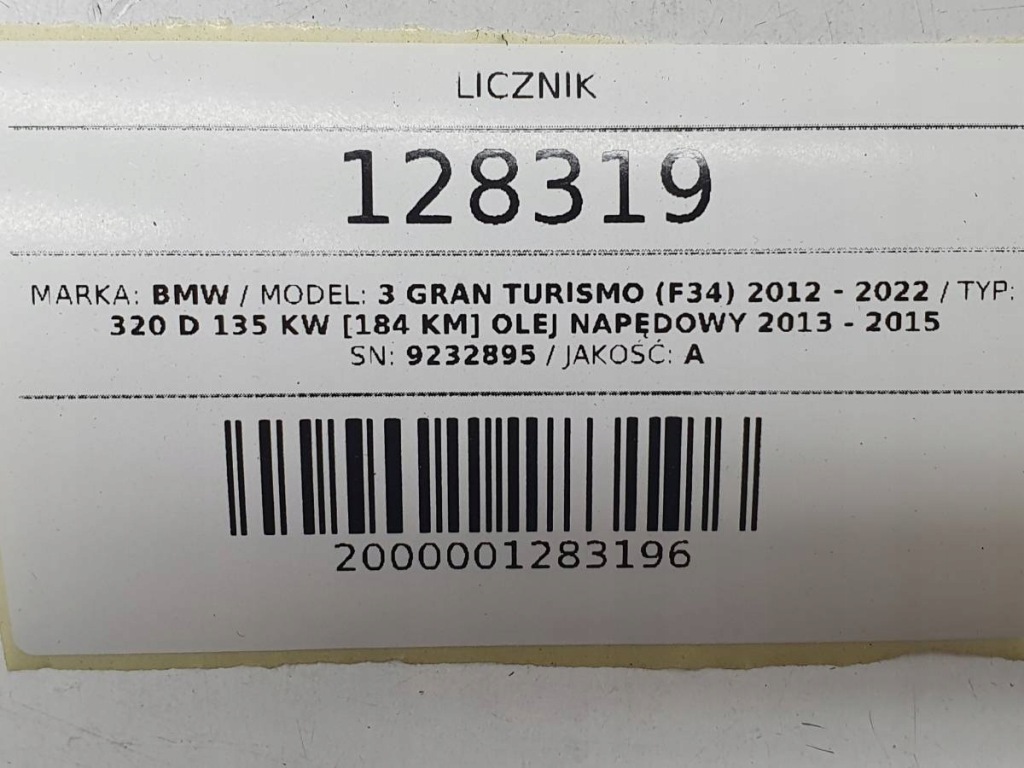 LICZNIK
128319
MARKA: BMW / MODEL: 3 GRAN TURISMO (F34) 2012 - 2022 / TYP:
320 D 135 KW [184 KM] OLEJ NAPĘDOWY 2013 - 2015
SN: 9232895 / JAKOŚĆ: A
2000001283196